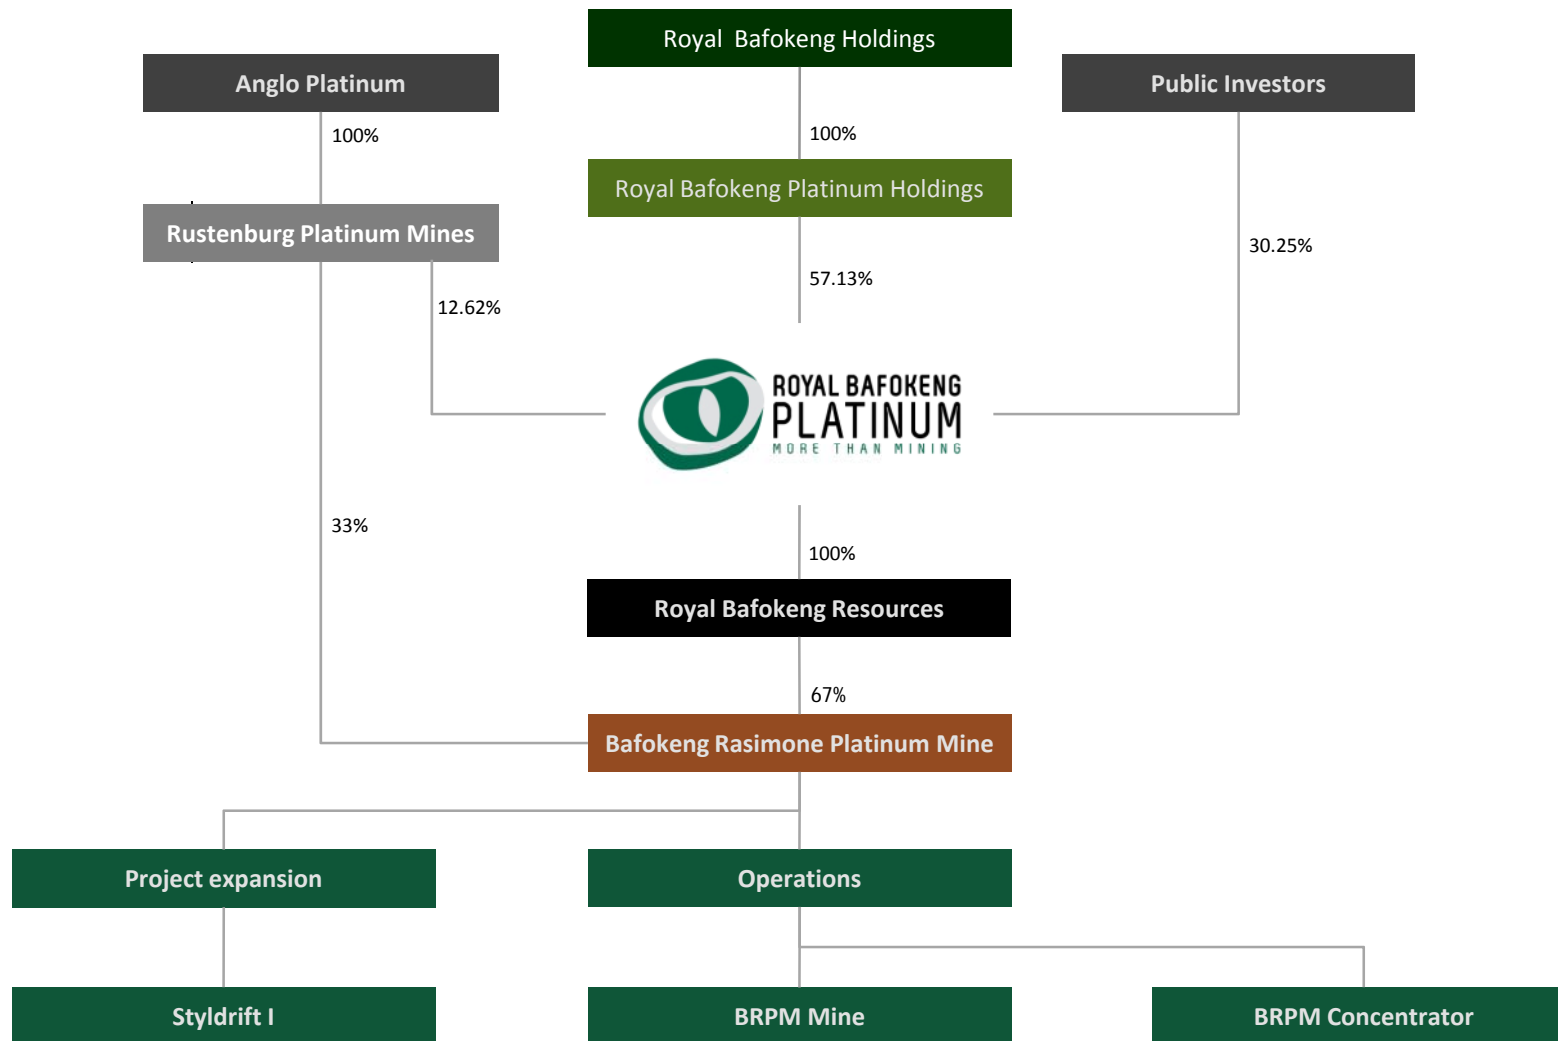 Royal Bafokeng Holdings
Anglo Platinum
Public Investors
100%
100%
Royal Bafokeng Platinum Holdings
Rustenburg Platinum Mines
30.25%
57.13%
12.62%
ROYAL BAFOKENG
PLATINUM
MORE THAN MINING
33%
100%
Royal Bafokeng Resources
67%
Bafokeng Rasimone Platinum Mine
Project expansion
Operations
Styldrift I
BRPM Mine
BRPM Concentrator